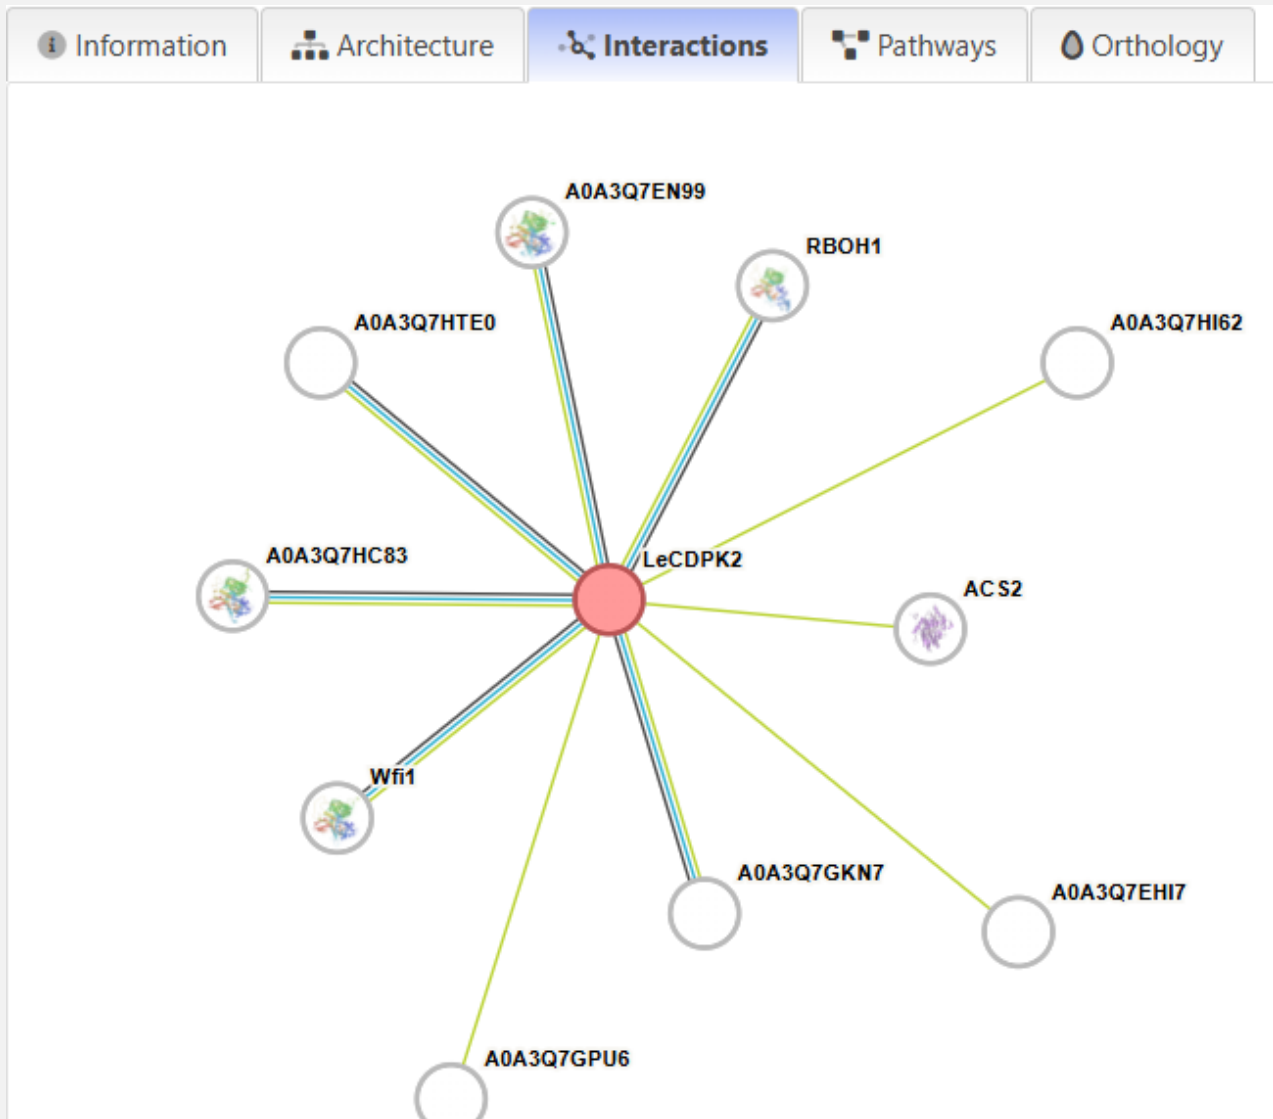 Information Architecture Interactions Pathways Orthology
A0A3Q7EN99
RBOH1
A0A3Q7HTE0
A0A3Q7HI62
A0A3Q7HC83
LeCDPK2
ACS2
Wfi1
A0A3Q7GKN7
A0A3Q7EHI7
A0A3Q7GPU6